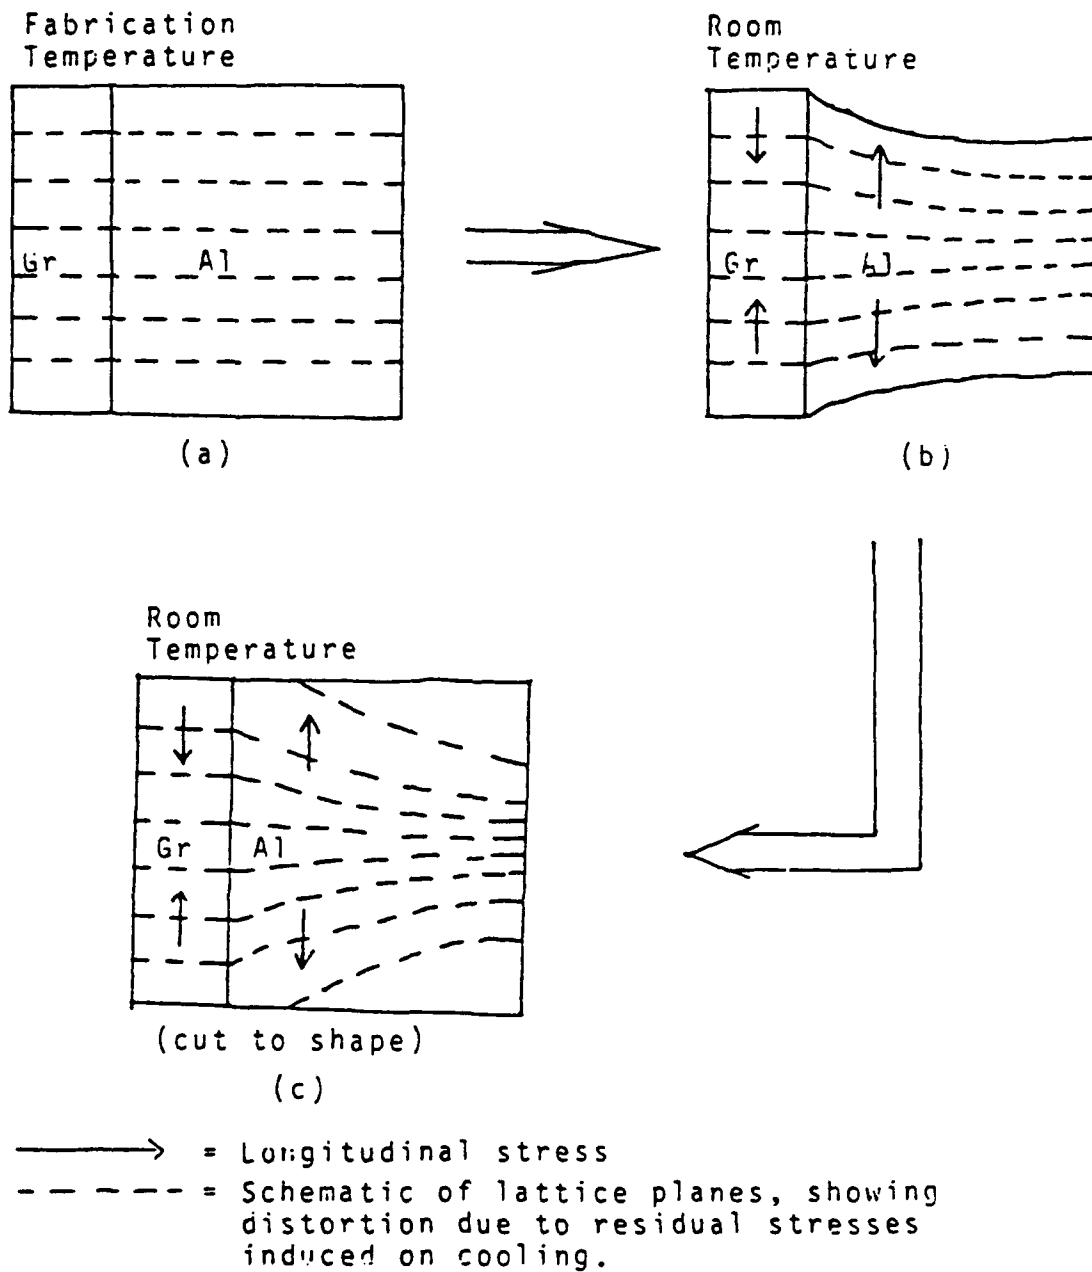 Fabrication
Temperature
Room
Temperature
Gr
Al
Gr
Al
(a)
(b)
Room
Temperature
Gr
Al
(cut to shape)
(c)
= Longitudinal stress
= Schematic of lattice planes, showing
distortion due to residual stresses
induced on cooling.